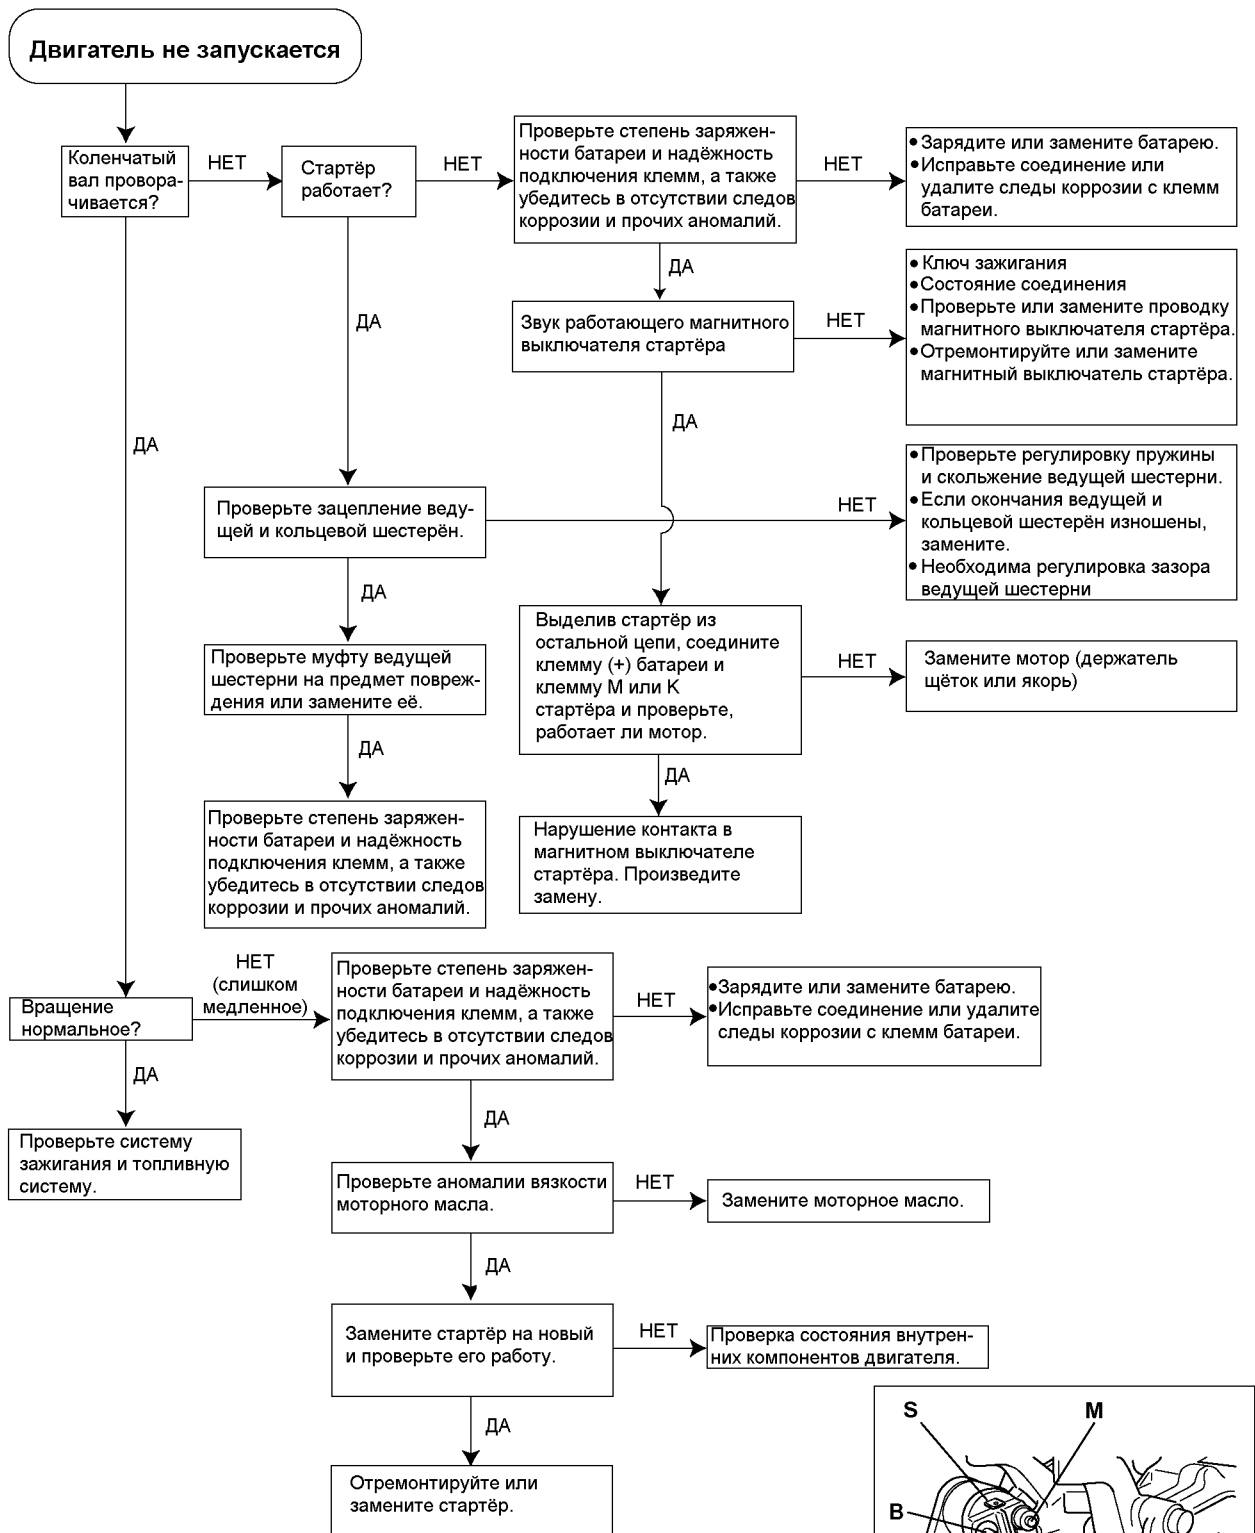 Двигатель не запускается
Коленчатый
вал провора-
чивается?
НЕТ
Стартёр
работает?
НЕТ
Проверьте степень заряжен-
ности батареи и надёжность
подключения клемм, а также
убедитесь в отсутствии следов
коррозии и прочих аномалий.
НЕТ
●Зарядите или замените батарею.
●Исправьте соединение или
удалите следы коррозии с клемм
батареи.
ДА
●Ключ зажигания
●Состояние соединения
●Проверьте или замените проводку
магнитного выключателя стартёра.
●Отремонтируйте или замените
магнитный выключатель стартёра.
Звук работающего магнитного
выключателя стартёра
НЕТ
ДА
ДА
ДА
Проверьте зацепление веду-
щей и кольцевой шестерён.
НЕТ
●Проверьте регулировку пружины
и скольжение ведущей шестерни.
●Если окончания ведущей и
кольцевой шестерён изношены,
замените.
●Необходима регулировка зазора
ведущей шестерни
ДА
Выделив стартёр из
остальной цепи, соедините
клемму (+) батареи и
клемму М или К
стартёра и проверьте,
работает ли мотор.
НЕТ
Замените мотор (держатель
щёток или якорь)
Проверьте муфту ведущей
шестерни на предмет повреж-
дения или замените её.
ДА
ДА
Проверьте степень заряжен-
ности батареи и надёжность
подключения клемм, а также
убедитесь в отсутствии следов
коррозии и прочих аномалий.
Нарушение контакта в
магнитном выключателе
стартёра. Произведите
замену.
Вращение
нормальное?
НЕТ
(слишком
медленное)
Проверьте степень заряжен-
ности батареи и надёжность
подключения клемм, а также
убедитесь в отсутствии следов
коррозии и прочих аномалий.
НЕТ
●Зарядите или замените батарею.
●Исправьте соединение или удалите
следы коррозии с клемм батареи.
ДА
Проверьте систему
зажигания и топливную
систему.
ДА
Проверьте аномалии вязкости
моторного масла.
НЕТ
Замените моторное масло.
ДА
Замените стартёр на новый
и проверьте его работу.
НЕТ
Проверка состояния внутрен-
них компонентов двигателя.
ДА
Отремонтируйте или
замените стартёр.
S
M
B